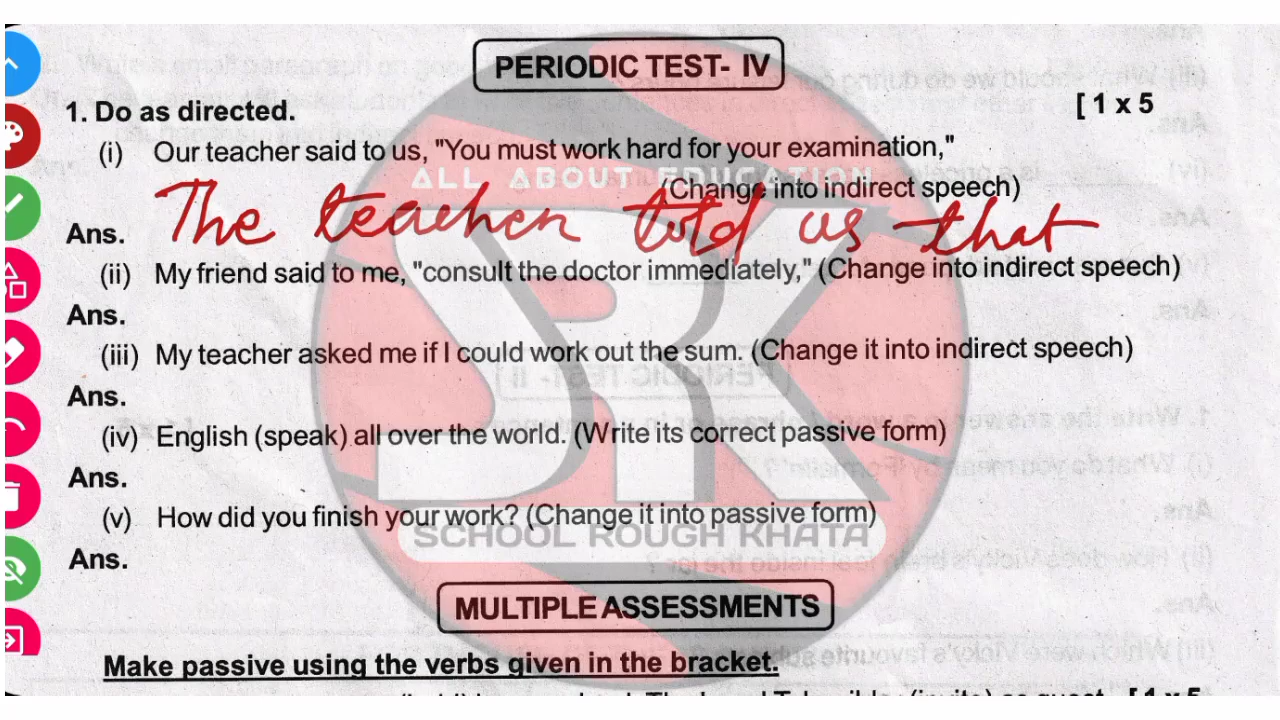 PERIODIC TEST- IV
1. Do as directed. [ 1 x 5
(i) Our teacher said to us, "You must work hard for your examination,"
ALL ABOUT EDUCATION
(Change into indirect speech)
Ans. The teacher told us that
(ii) My friend said to me, "consult the doctor immediately," (Change into indirect speech)
Ans.
(iii) My teacher asked me if I could work out the sum. (Change it into indirect speech)
Ans.
(iv) English (speak) all over the world. (Write its correct passive form)
Ans.
(v) How did you finish your work? (Change it into passive form)
SRK
SCHOOL ROUGH KHATA
Ans.
MULTIPLE ASSESSMENTS
Make passive using the verbs given in the bracket.